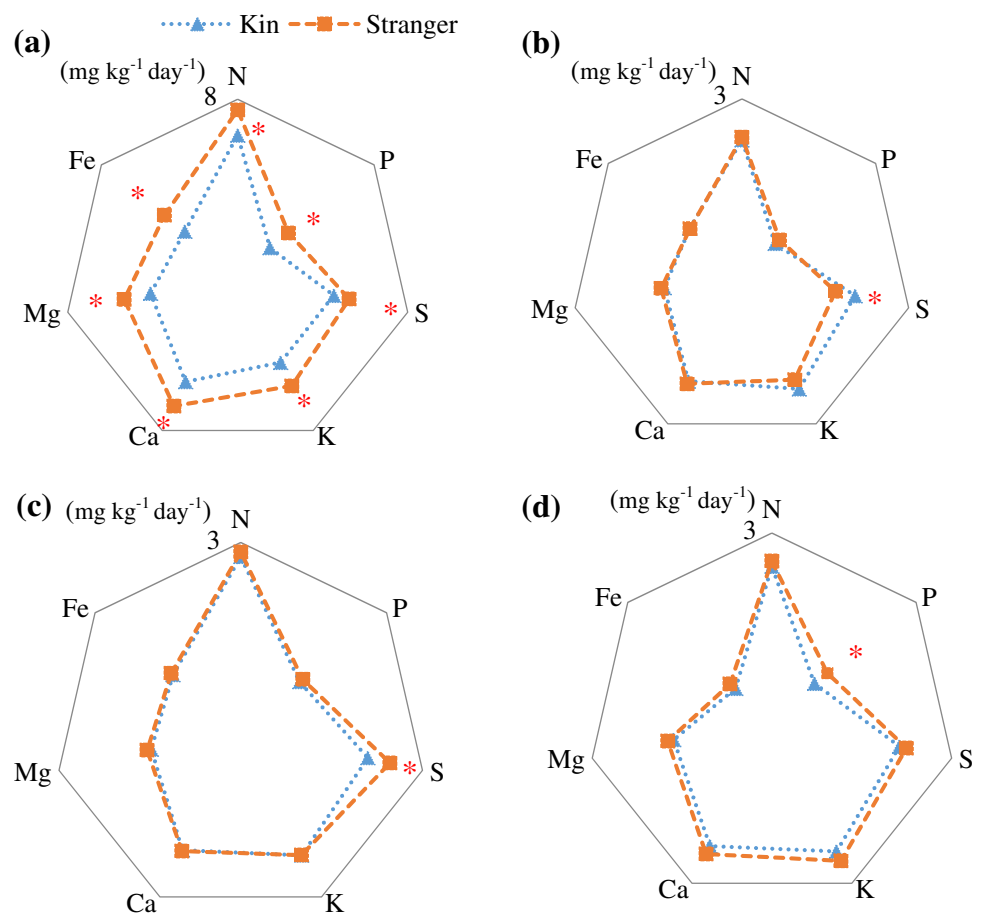 Kin Stranger
(a) (b)
(mg kg-1 day-1) N
8
Fe P
* * *
Mg S
* *
Ca K
* *
(mg kg-1 day-1) N
3
Fe P
Mg S
*
Ca K
(c) (d)
(mg kg-1 day-1) N
3
Fe P
Mg S
*
Ca K
(mg kg-1 day-1) N
3
Fe P
*
Mg S
Ca K